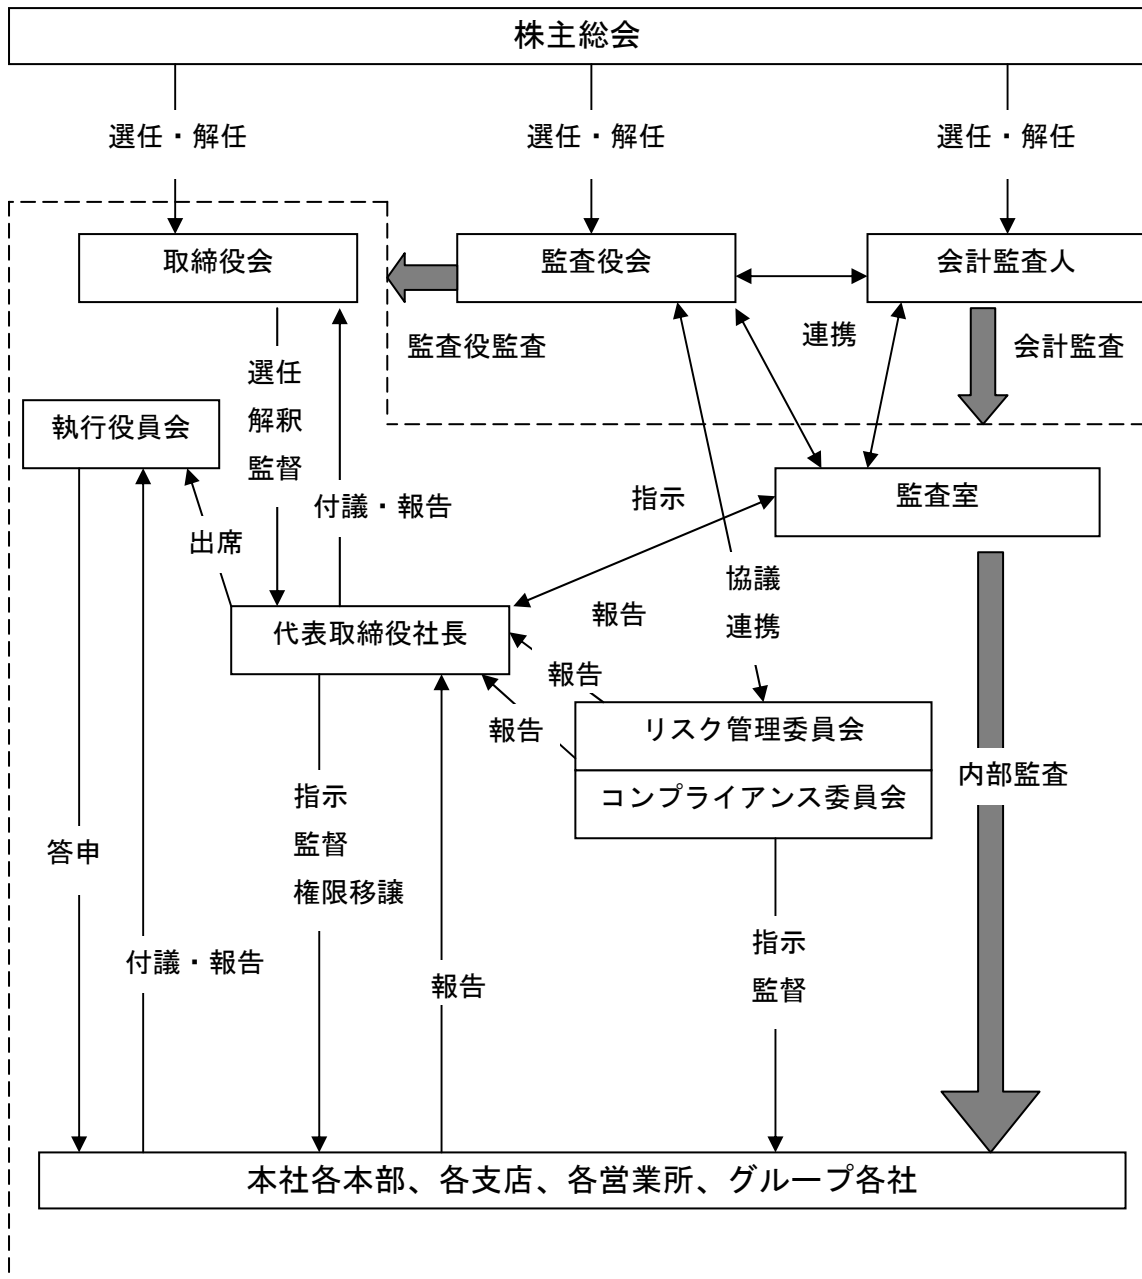 株主総会
選任・解任
選任・解任
選任・解任
取締役会
監査役会
会計監査人
監査役監査
連携
会計監査
選任
解釈
監督
執行役員会
付議・報告
出席
指示
監査室
協議
連携
報告
代表取締役社長
報告
報告
リスク管理委員会
コンプライアンス委員会
内部監査
指示
監督
権限移譲
答申
付議・報告
報告
指示
監督
本社各本部、各支店、各営業所、グループ各社